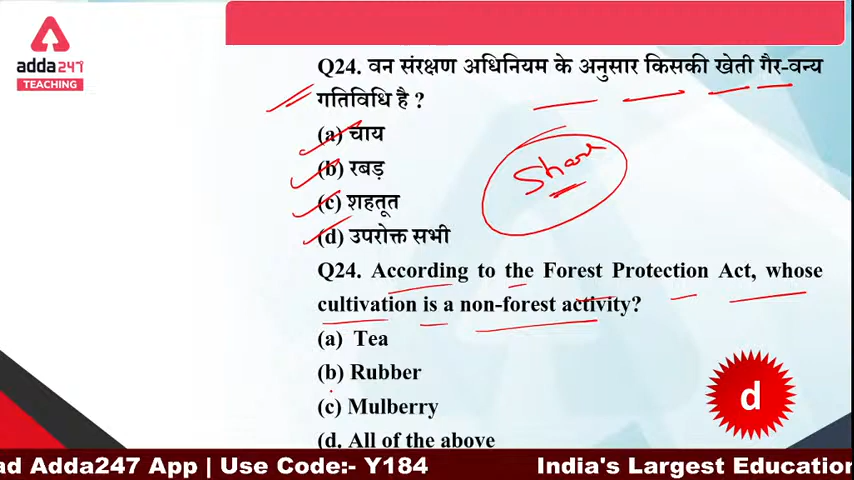 adda247
TEACHING
Q24. वन संरक्षण अधिनियम के अनुसार किसकी खेती गैर-वन्य
गतिविधि है ?
(a) चाय
(b) रबड़
(c) शहतूत
(d) उपरोक्त सभी
Share
Q24. According to the Forest Protection Act, whose
cultivation is a non-forest activity?
(a) Tea
(b) Rubber
(c) Mulberry
(d. All of the above
d
ad Adda247 App | Use Code:- Y184 India's Largest Education